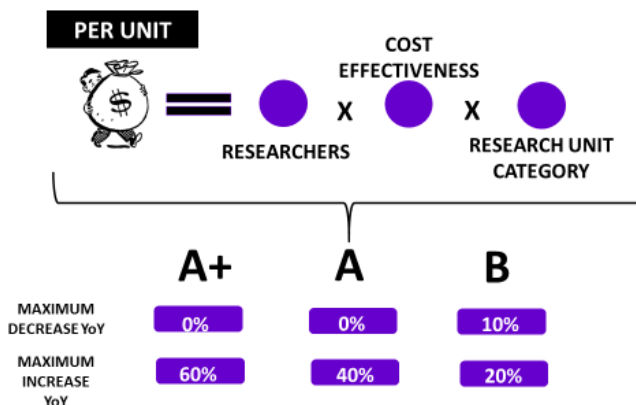 PER UNIT
COST
EFFECTIVENESS
$
X
X
RESEARCHERS
RESEARCH UNIT
CATEGORY
A+
A
B
MAXIMUM
DECREASE YoY
0%
0%
10%
MAXIMUM
INCREASE
YoY
60%
40%
20%